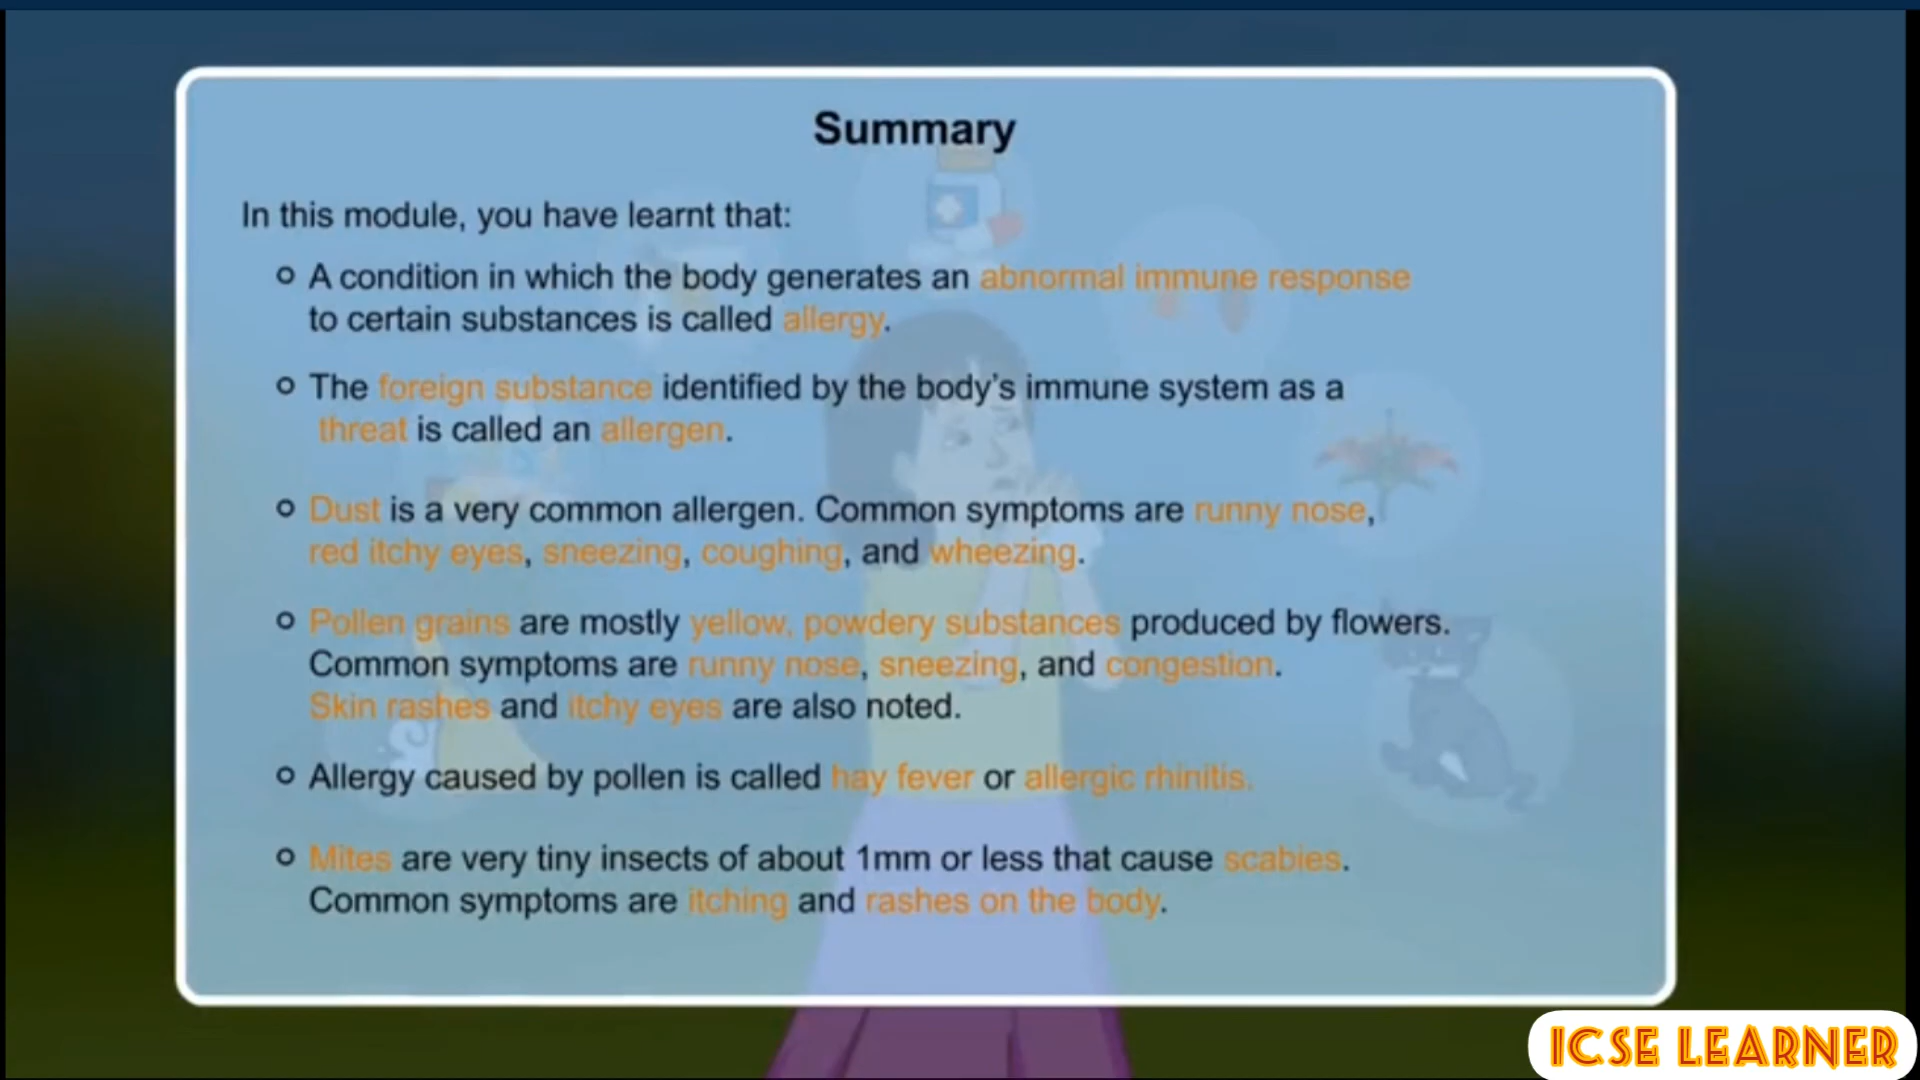 Summary
In this module, you have learnt that:
A condition in which the body generates an abnormal immune response
to certain substances is called allergy.
The foreign substance identified by the body's immune system as a
threat is called an allergen.
Dust is a very common allergen. Common symptoms are runny nose,
red itchy eyes, sneezing, coughing, and wheezing.
Pollen grains are mostly yellow, powdery substances produced by flowers.
Common symptoms are runny nose, sneezing, and congestion.
Skin rashes and itchy eyes are also noted.
Allergy caused by pollen is called hay fever or allergic rhinitis.
Mites are very tiny insects of about 1mm or less that cause scabies.
Common symptoms are itching and rashes on the body.
ICSE LEARNER